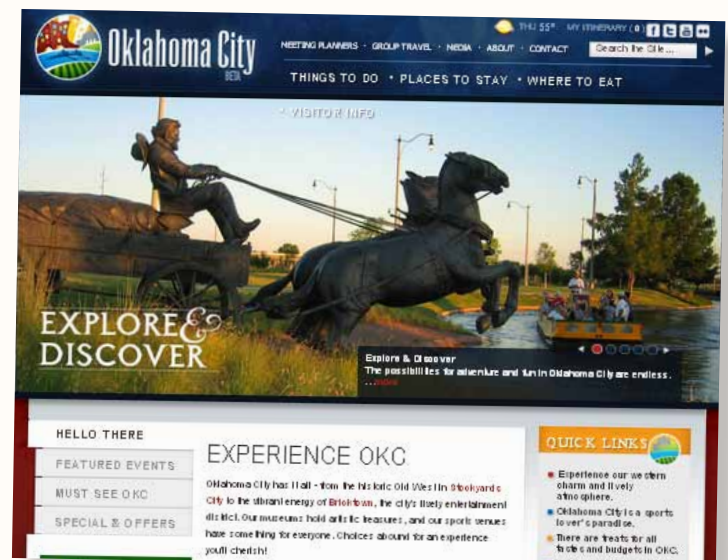 Oklahoma City
BETA
THU 55° MY ITINERARY ( 0 )
MEETING PLANNERS · GROUP TRAVEL · MEDIA · ABOUT · CONTACT
Search the Site...
THINGS TO DO • PLACES TO STAY • WHERE TO EAT
• VISITOR INFO
EXPLORE &
DISCOVER
Explore & Discover
The possibilities for adventure and fun in Oklahoma City are endless.
...more
HELLO THERE
FEATURED EVENTS
MUST SEE OKC
SPECIAL & OFFERS
EXPERIENCE OKC
Oklahoma City has it all - from the historic Old West in Stockyards
City to the vibrant energy of Bricktown, the city's lively entertainment
district. Our museums hold artistic treasures, and our sports venues
have something for everyone. Choices abound for an experience
you'll cherish!
QUICK LINKS
Experience our western
charm and lively
atmosphere.
Oklahoma City is a sports
lover's paradise.
There are treats for all
tastes and budgets in OKC.